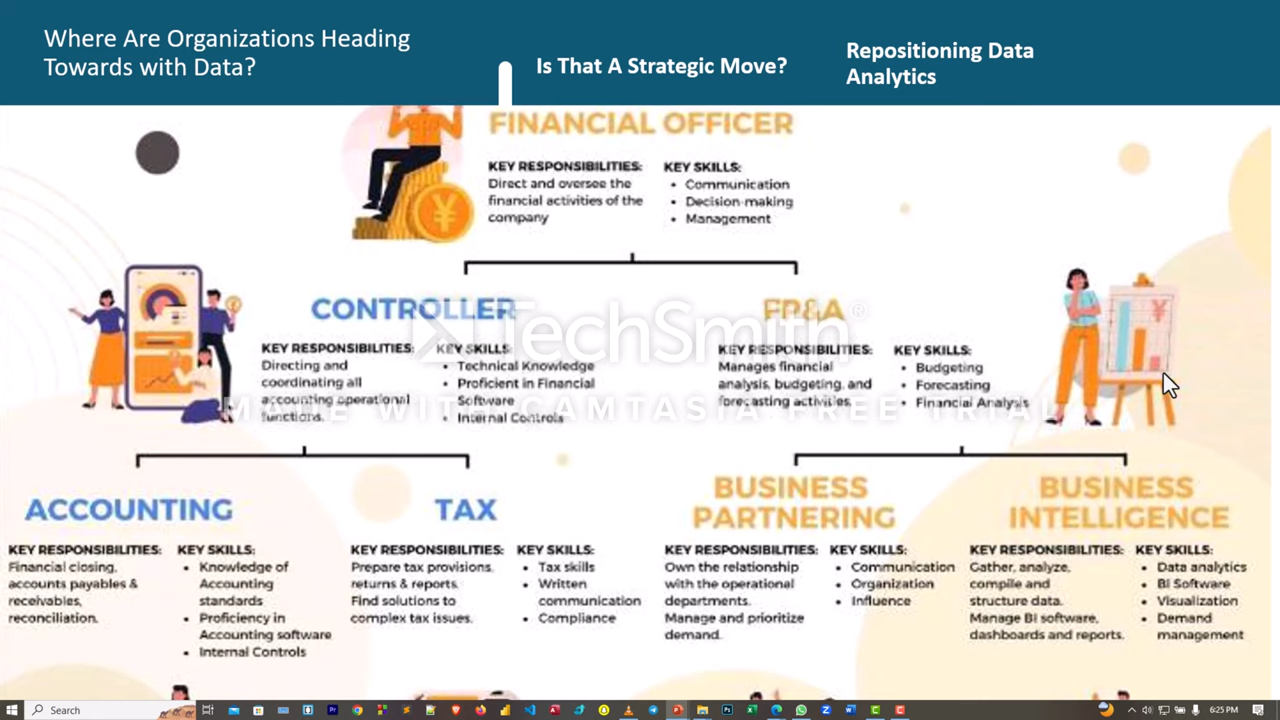 Where Are Organizations Heading
Towards with Data?
Is That A Strategic Move?
Repositioning Data
Analytics
FINANCIAL OFFICER
KEY RESPONSIBILITIES:
Direct and oversee the
financial activities of the
company
KEY SKILLS:
• Communication
• Decision-making
• Management
CONTROLLER
KEY RESPONSIBILITIES:
Directing and
coordinating all
accounting operational
functions.
KEY SKILLS:
• Technical Knowledge
• Proficient in Financial
• Software
• Internal Controls
FP&A
KEY RESPONSIBILITIES:
Manages financial
analysis, budgeting, and
forecasting activities.
KEY SKILLS:
• Budgeting
• Forecasting
• Financial Analysis
TechSmith®
MADE WITH CAMTASIA FREE TRIAL
ACCOUNTING
KEY RESPONSIBILITIES:
Financial closing,
accounts payables &
receivables,
reconciliation.
KEY SKILLS:
• Knowledge of
Accounting
standards
• Proficiency in
Accounting software
• Internal Controls
TAX
KEY RESPONSIBILITIES:
Prepare tax provisions,
returns & reports.
Find solutions to
complex tax issues.
KEY SKILLS:
• Tax skills
• Written
communication
• Compliance
BUSINESS
PARTNERING
KEY RESPONSIBILITIES:
Own the relationship
with the operational
departments.
Manage and prioritize
demand.
KEY SKILLS:
• Communication
• Organization
• Influence
BUSINESS
INTELLIGENCE
KEY RESPONSIBILITIES:
Gather, analyze,
compile and
structure data.
Manage BI software,
dashboards and reports.
KEY SKILLS:
• Data analytics
• BI Software
• Visualization
• Demand
management
Search
6:25 PM